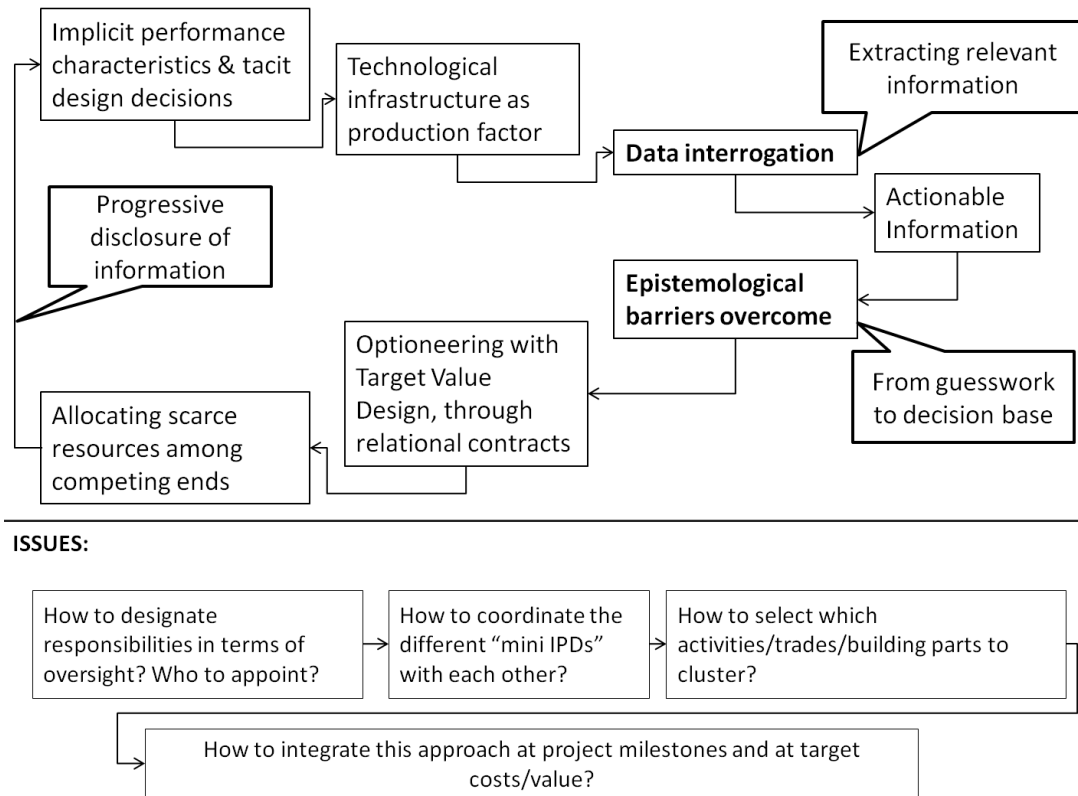 Implicit performance
characteristics & tacit
design decisions
Technological
infrastructure as
production factor
Extracting relevant
information
Data interrogation
Actionable
Information
Progressive
disclosure of
information
Epistemological
barriers overcome
From guesswork
to decision base
Optioneering with
Target Value
Design, through
relational contracts
Allocating scarce
resources among
competing ends
ISSUES:
How to designate
responsibilities in terms of
oversight? Who to appoint?
How to coordinate the
different “mini IPDs”
with each other?
How to select which
activities/trades/building parts to
cluster?
How to integrate this approach at project milestones and at target
costs/value?